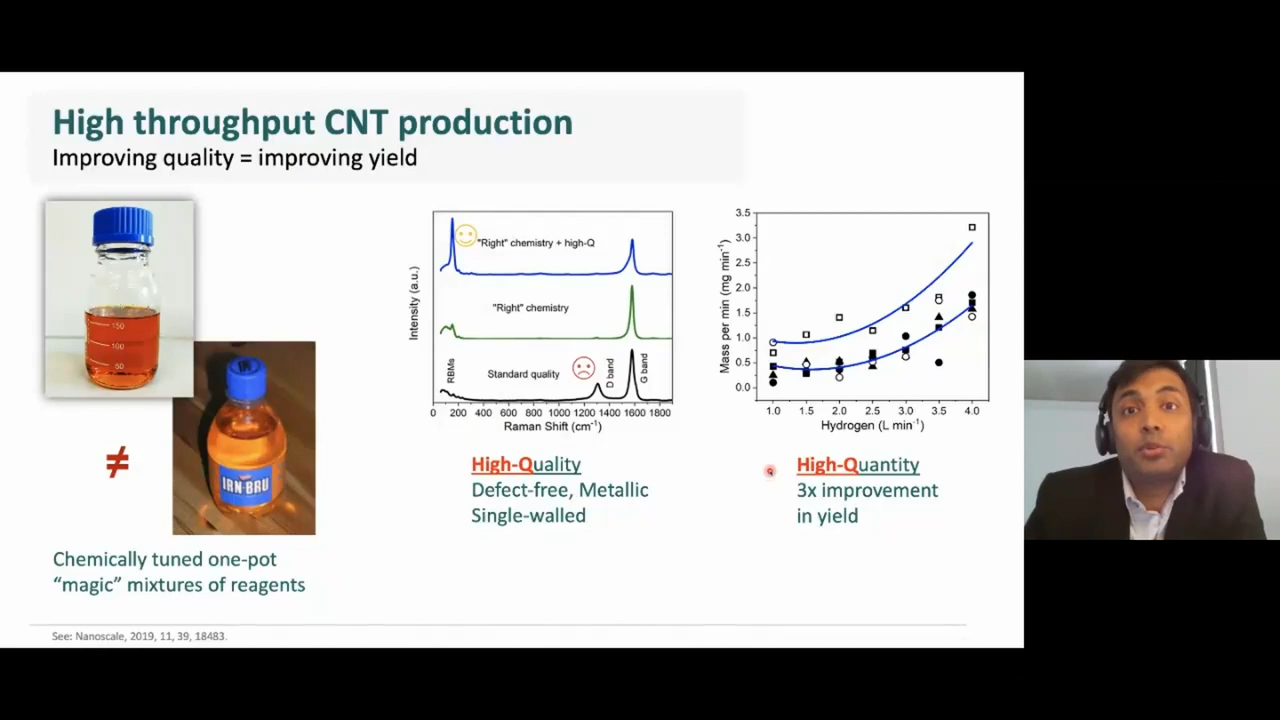 High throughput CNT production
Improving quality = improving yield
150
100
50
IRN-BRU
≠
Chemically tuned one-pot
“magic” mixtures of reagents
Intensity (a.u.)
"Right" chemistry + high-Q
"Right" chemistry
Standard quality
RBMs
D band
G band
0 200 400 600 800 1000 1200 1400 1600 1800
Raman Shift (cm-1)
High-Quality
Defect-free, Metallic
Single-walled
Mass per min (mg min-1)
3.5
3.0
2.5
2.0
1.5
1.0
0.5
0.0
1.0 1.5 2.0 2.5 3.0 3.5 4.0
Hydrogen (L min-1)
High-Quantity
3x improvement
in yield
See: Nanoscale, 2019, 11, 39, 18483.